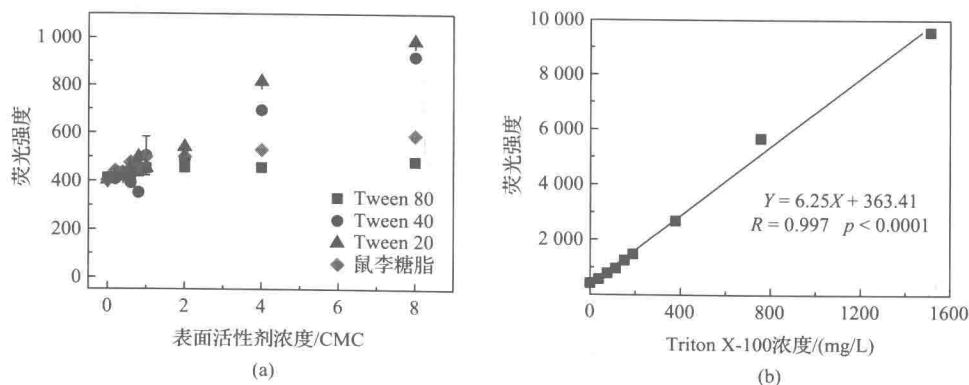 1 000
800
600
400
200
0
荧光强度
Tween 80
Tween 40
Tween 20
鼠李糖脂
0 2 4 6 8
表面活性剂浓度/CMC
(a)
10 000
8 000
6 000
4 000
2 000
0
荧光强度
Y = 6.25X + 363.41
R = 0.997 p < 0.0001
0 400 800 1200 1600
Triton X-100浓度/(mg/L)
(b)